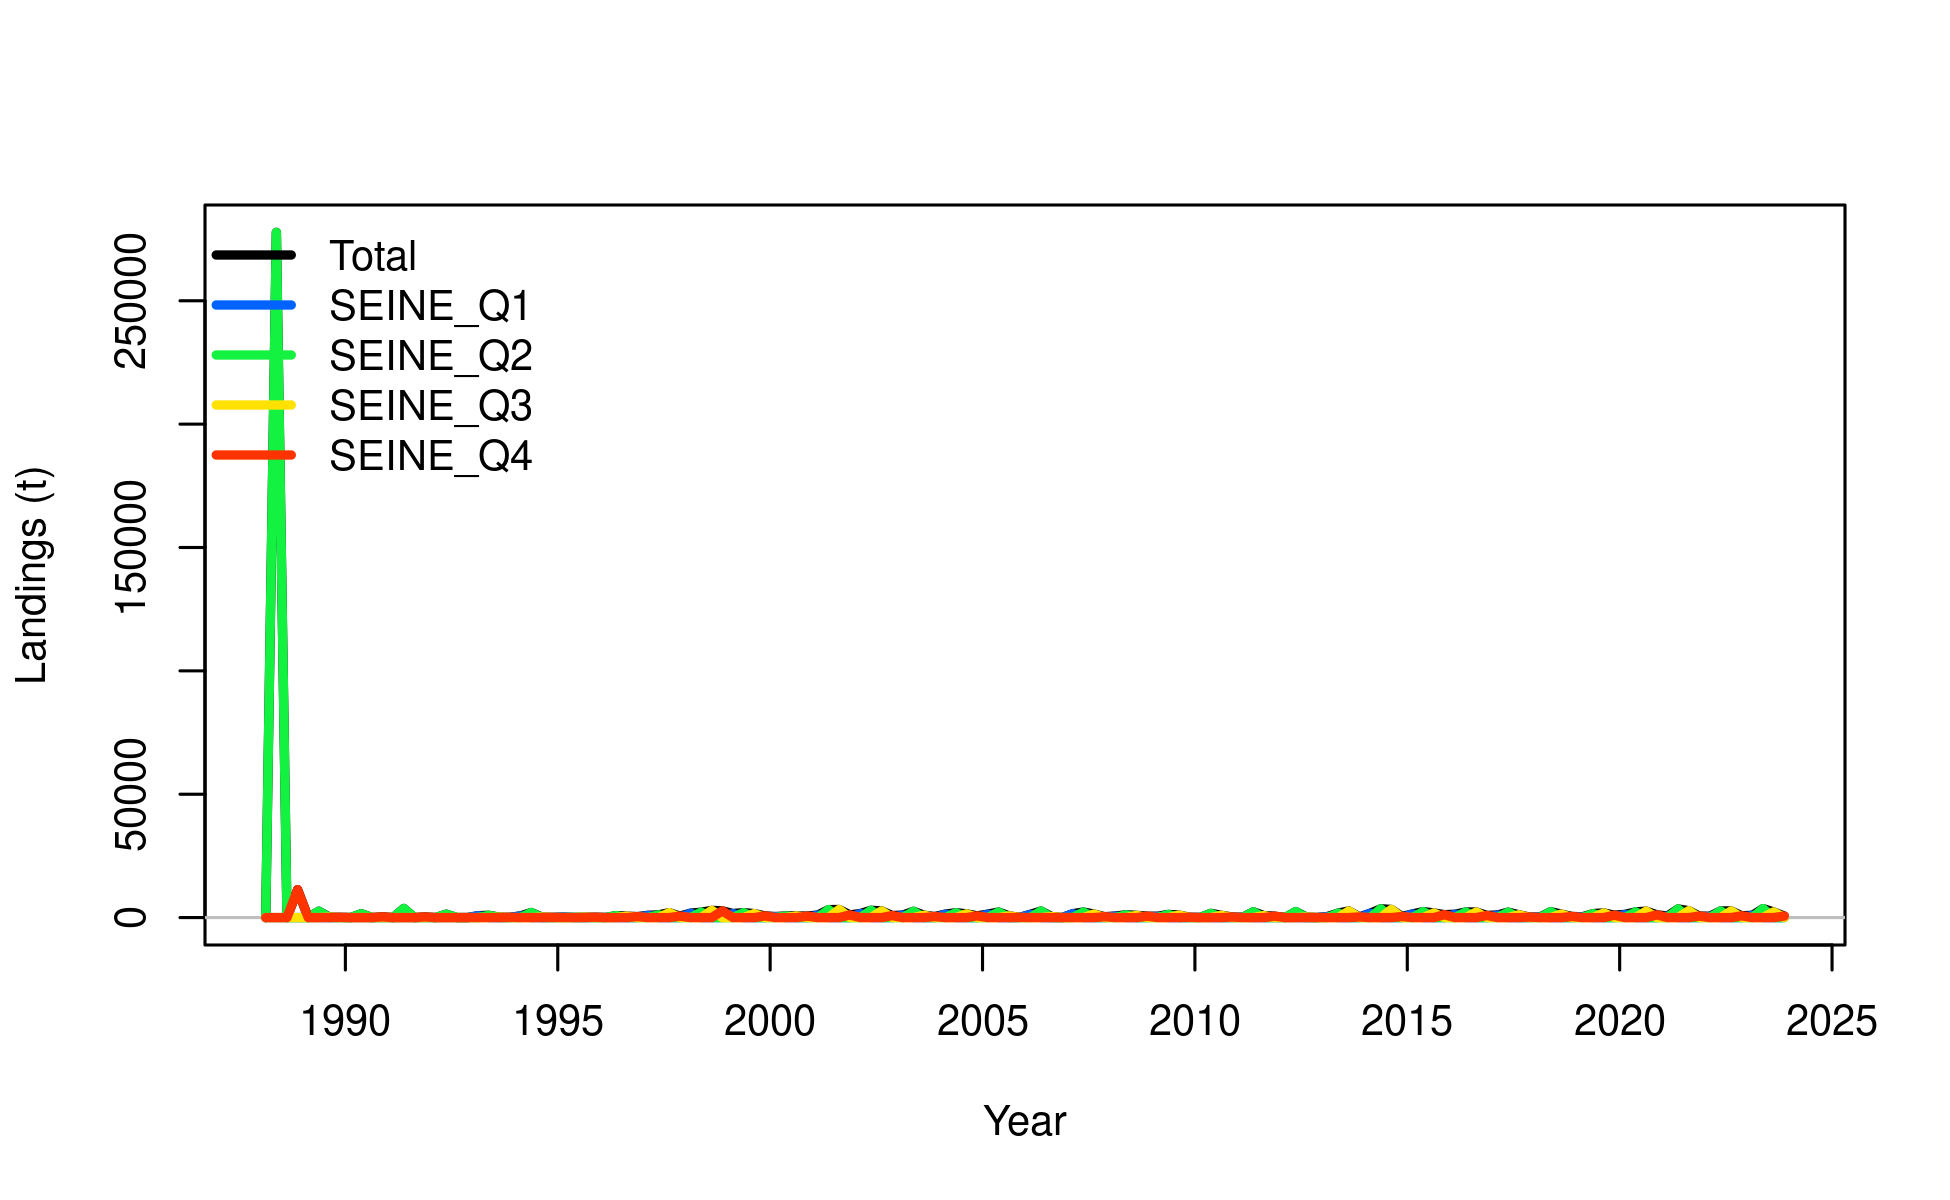 Total
SEINE_Q1
SEINE_Q2
SEINE_Q3
SEINE_Q4
Landings (t)
250000
150000
50000
0
1990 1995 2000 2005 2010 2015 2020 2025
Year